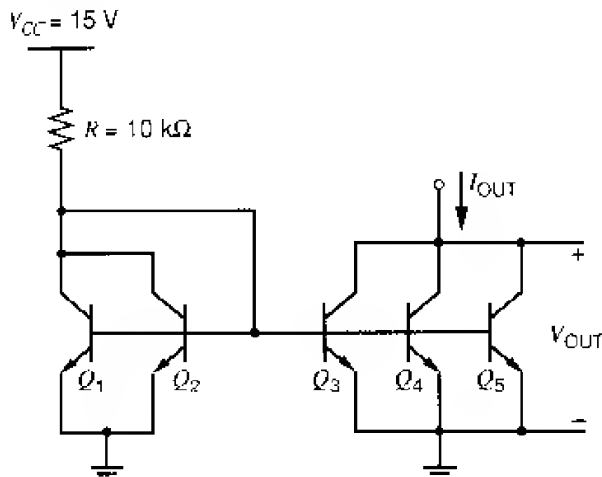 V_CC = 15 V
R = 10 kΩ
I_OUT
+
V_OUT
Q_1
Q_2
Q_3
Q_4
Q_5
−